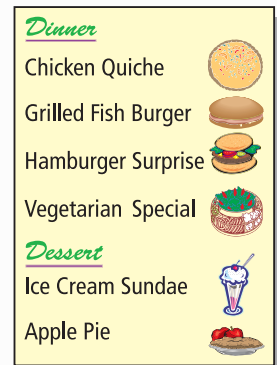 Dinner
Chicken Quiche
Grilled Fish Burger
Hamburger Surprise
Vegetarian Special
Dessert
Ice Cream Sundae
Apple Pie